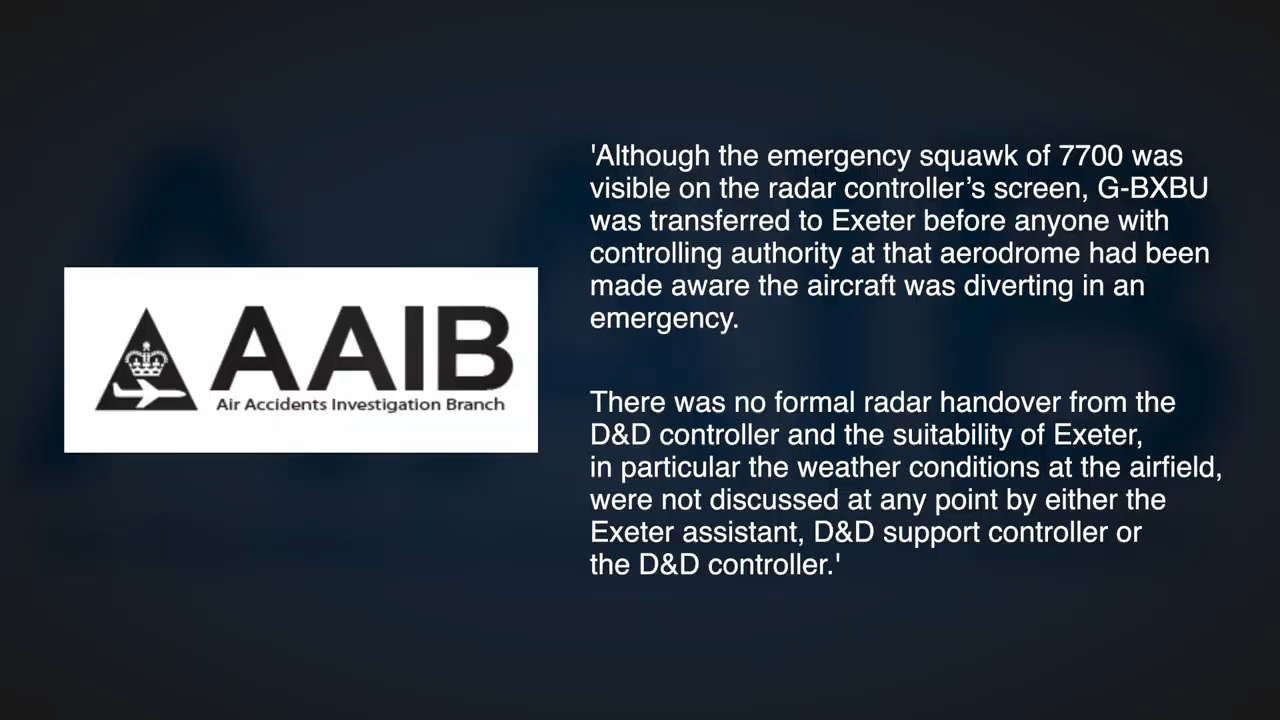 AAIB
Air Accidents Investigation Branch
'Although the emergency squawk of 7700 was
visible on the radar controller’s screen, G-BXBU
was transferred to Exeter before anyone with
controlling authority at that aerodrome had been
made aware the aircraft was diverting in an
emergency.
There was no formal radar handover from the
D&D controller and the suitability of Exeter,
in particular the weather conditions at the airfield,
were not discussed at any point by either the
Exeter assistant, D&D support controller or
the D&D controller.'